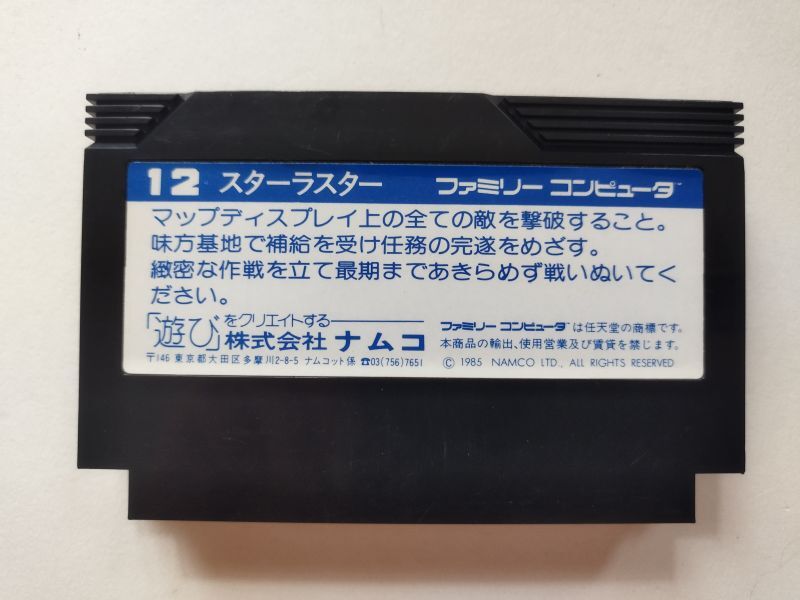 12 スターラスター ファミリー コンピュータ™
マップディスプレイ上の全ての敵を撃破すること。
味方基地で補給を受け任務の完遂をめざす。
緻密な作戦を立て最期まであきらめず戦いぬいてく
ださい。
「遊び」をクリエイトする
株式会社 ナムコ
〒146 東京都大田区多摩川2-8-5 ナムコット係 ☎03(756)7651
ファミリー コンピュータ™は任天堂の商標です。
本商品の輸出、使用営業及び賃貸を禁じます。
© 1985 NAMCO LTD., ALL RIGHTS RESERVED